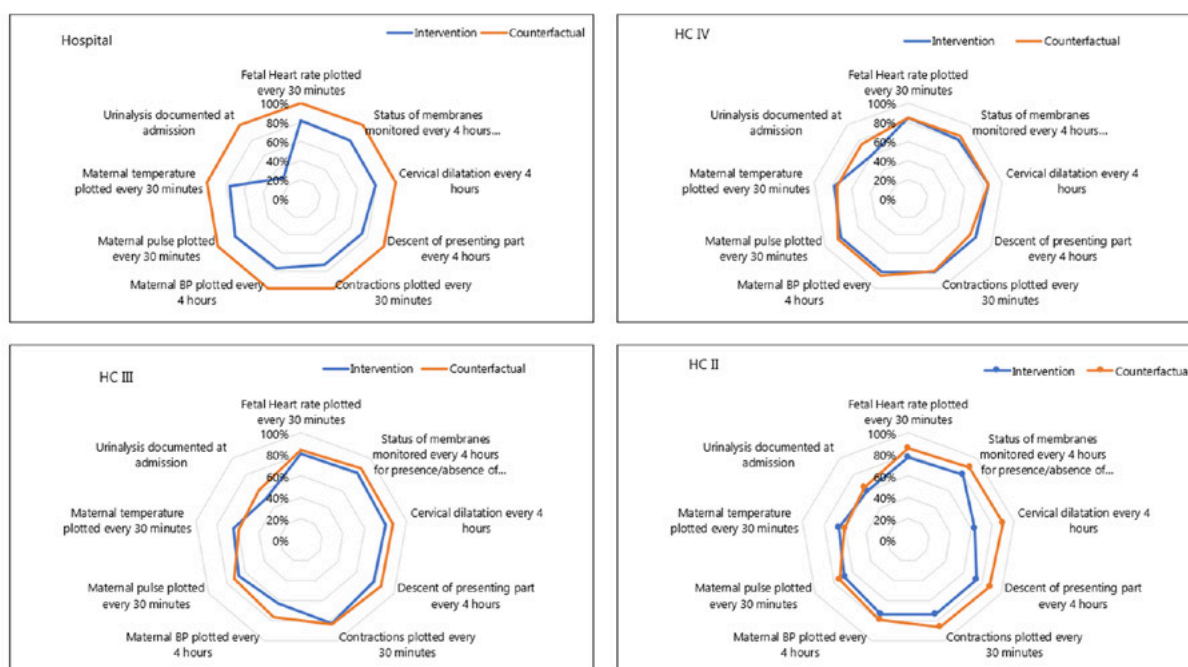 Hospital
Intervention Counterfactual
Fetal Heart rate plotted
every 30 minutes
100%
80%
60%
40%
20%
0%
Status of membranes
monitored every 4 hours...
Cervical dilatation every 4
hours
Descent of presenting part
every 4 hours
Contractions plotted every
30 minutes
Maternal BP plotted every
4 hours
Maternal pulse plotted
every 30 minutes
Maternal temperature
plotted every 30 minutes
Urinalysis documented at
admission
HC IV
Intervention Counterfactual
Fetal Heart rate plotted
every 30 minutes
100%
80%
60%
40%
20%
0%
Status of membranes
monitored every 4 hours...
Cervical dilatation every 4
hours
Descent of presenting part
every 4 hours
Contractions plotted every
30 minutes
Maternal BP plotted every
4 hours
Maternal pulse plotted
every 30 minutes
Maternal temperature
plotted every 30 minutes
Urinalysis documented at
admission
HC III
Intervention Counterfactual
Fetal Heart rate plotted
every 30 minutes
100%
80%
60%
40%
20%
0%
Status of membranes
monitored every 4 hours
for presence/absence of...
Cervical dilatation every 4
hours
Descent of presenting part
every 4 hours
Contractions plotted every
30 minutes
Maternal BP plotted every
4 hours
Maternal pulse plotted
every 30 minutes
Maternal temperature
plotted every 30 minutes
Urinalysis documented at
admission
HC II
Intervention Counterfactual
Fetal Heart rate plotted
every 30 minutes
100%
80%
60%
40%
20%
0%
Status of membranes
monitored every 4 hours
for presence/absence of...
Cervical dilatation every 4
hours
Descent of presenting part
every 4 hours
Contractions plotted every
30 minutes
Maternal BP plotted every
4 hours
Maternal pulse plotted
every 30 minutes
Maternal temperature
plotted every 30 minutes
Urinalysis documented at
admission